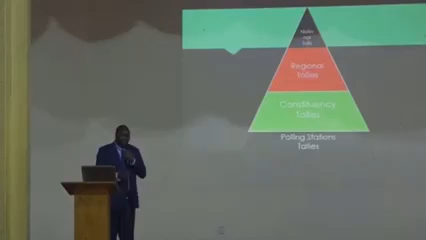 Regional
Tallies
Constituency
Tallies
Polling Stations
Tallies